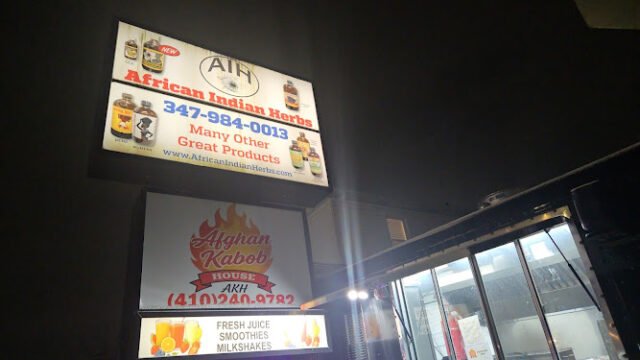 NEW
AIH
African Indian Herbs
347-984-0013
Many Other
Great Products
www.AfricanIndianHerbs.com
Afghan
Kabob
HOUSE
AKH
(410)240-9782
FRESH JUICE
SMOOTHIES
MILKSHAKES